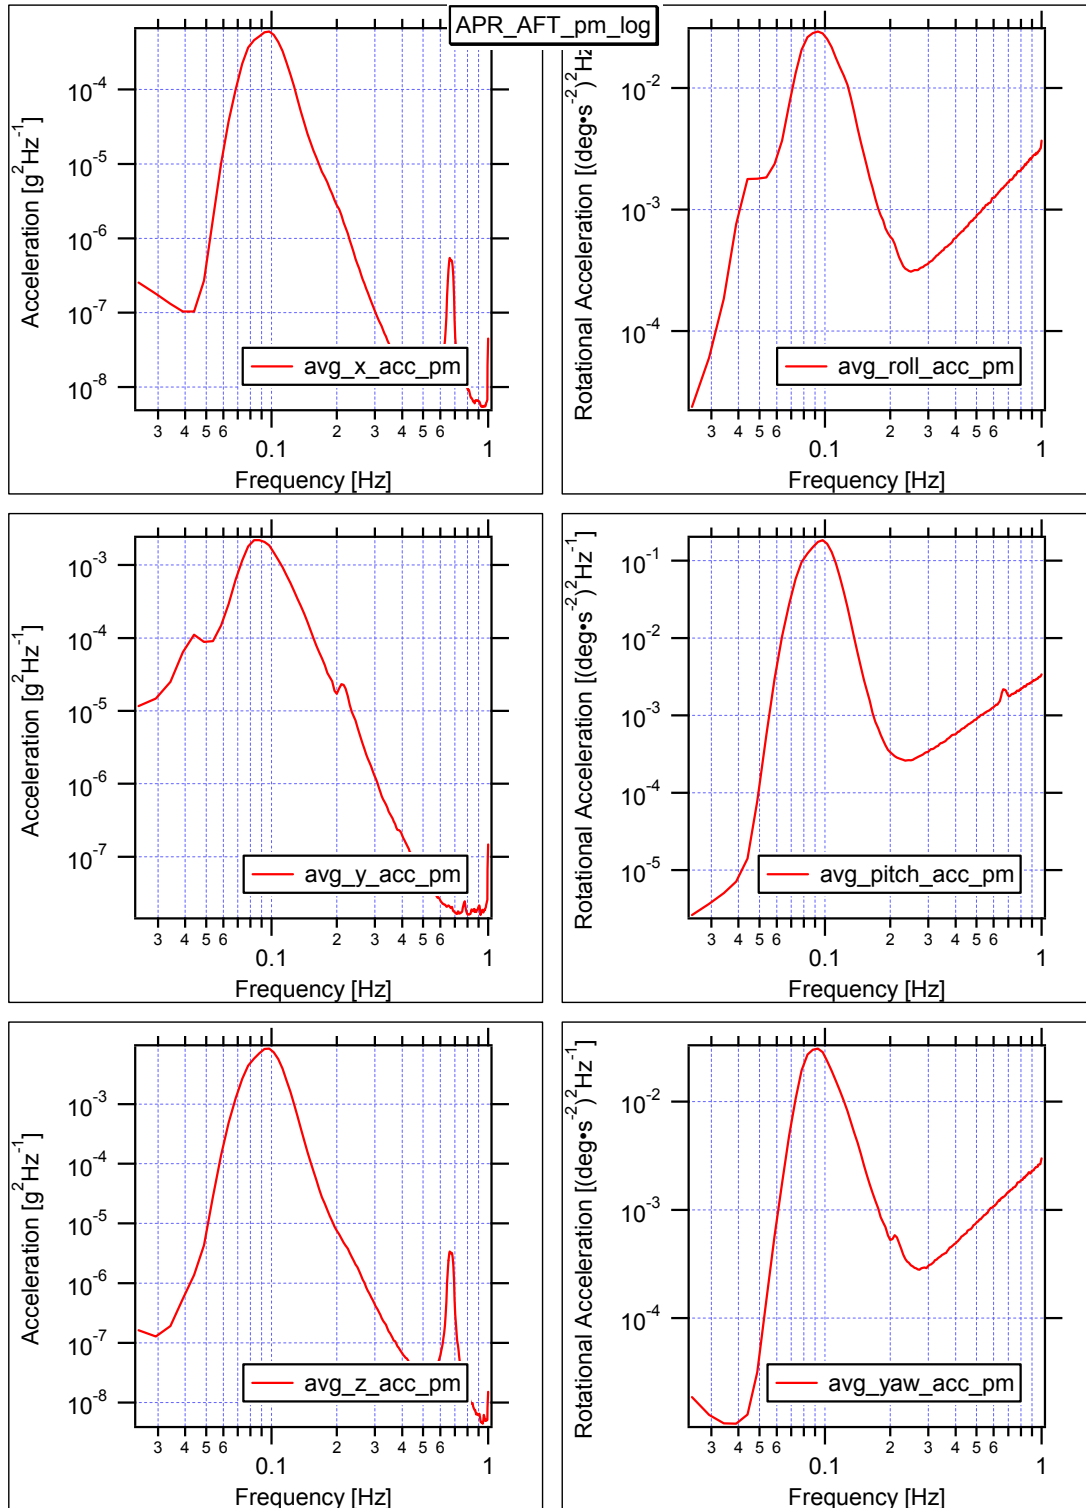 APR_AFT_pm_log
Acceleration [g²Hz⁻¹]
10⁻⁴
10⁻⁵
10⁻⁶
10⁻⁷
10⁻⁸
avg_x_acc_pm
3 4 5 6 2 3 4 5 6
0.1 1
Frequency [Hz]
Rotational Acceleration [(deg•s⁻²)²Hz
10⁻²
10⁻³
10⁻⁴
avg_roll_acc_pm
3 4 5 6 2 3 4 5 6
0.1 1
Frequency [Hz]
Acceleration [g²Hz⁻¹]
10⁻³
10⁻⁴
10⁻⁵
10⁻⁶
10⁻⁷
avg_y_acc_pm
3 4 5 6 2 3 4 5 6
0.1 1
Frequency [Hz]
Rotational Acceleration [(deg•s⁻²)²Hz⁻¹]
10⁻¹
10⁻²
10⁻³
10⁻⁴
10⁻⁵
avg_pitch_acc_pm
3 4 5 6 2 3 4 5 6
0.1 1
Frequency [Hz]
Acceleration [g²Hz⁻¹]
10⁻³
10⁻⁴
10⁻⁵
10⁻⁶
10⁻⁷
10⁻⁸
avg_z_acc_pm
3 4 5 6 2 3 4 5 6
0.1 1
Frequency [Hz]
Rotational Acceleration [(deg•s⁻²)²Hz⁻¹]
10⁻²
10⁻³
10⁻⁴
avg_yaw_acc_pm
3 4 5 6 2 3 4 5 6
0.1 1
Frequency [Hz]